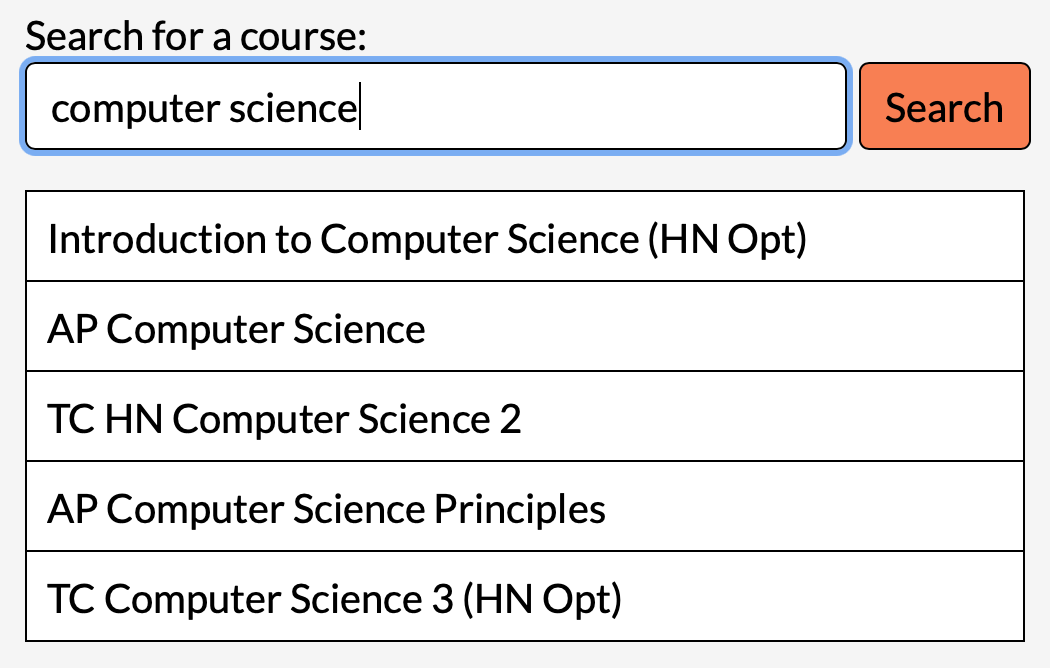 Search for a course:
computer science
Search
Introduction to Computer Science (HN Opt)
AP Computer Science
TC HN Computer Science 2
AP Computer Science Principles
TC Computer Science 3 (HN Opt)